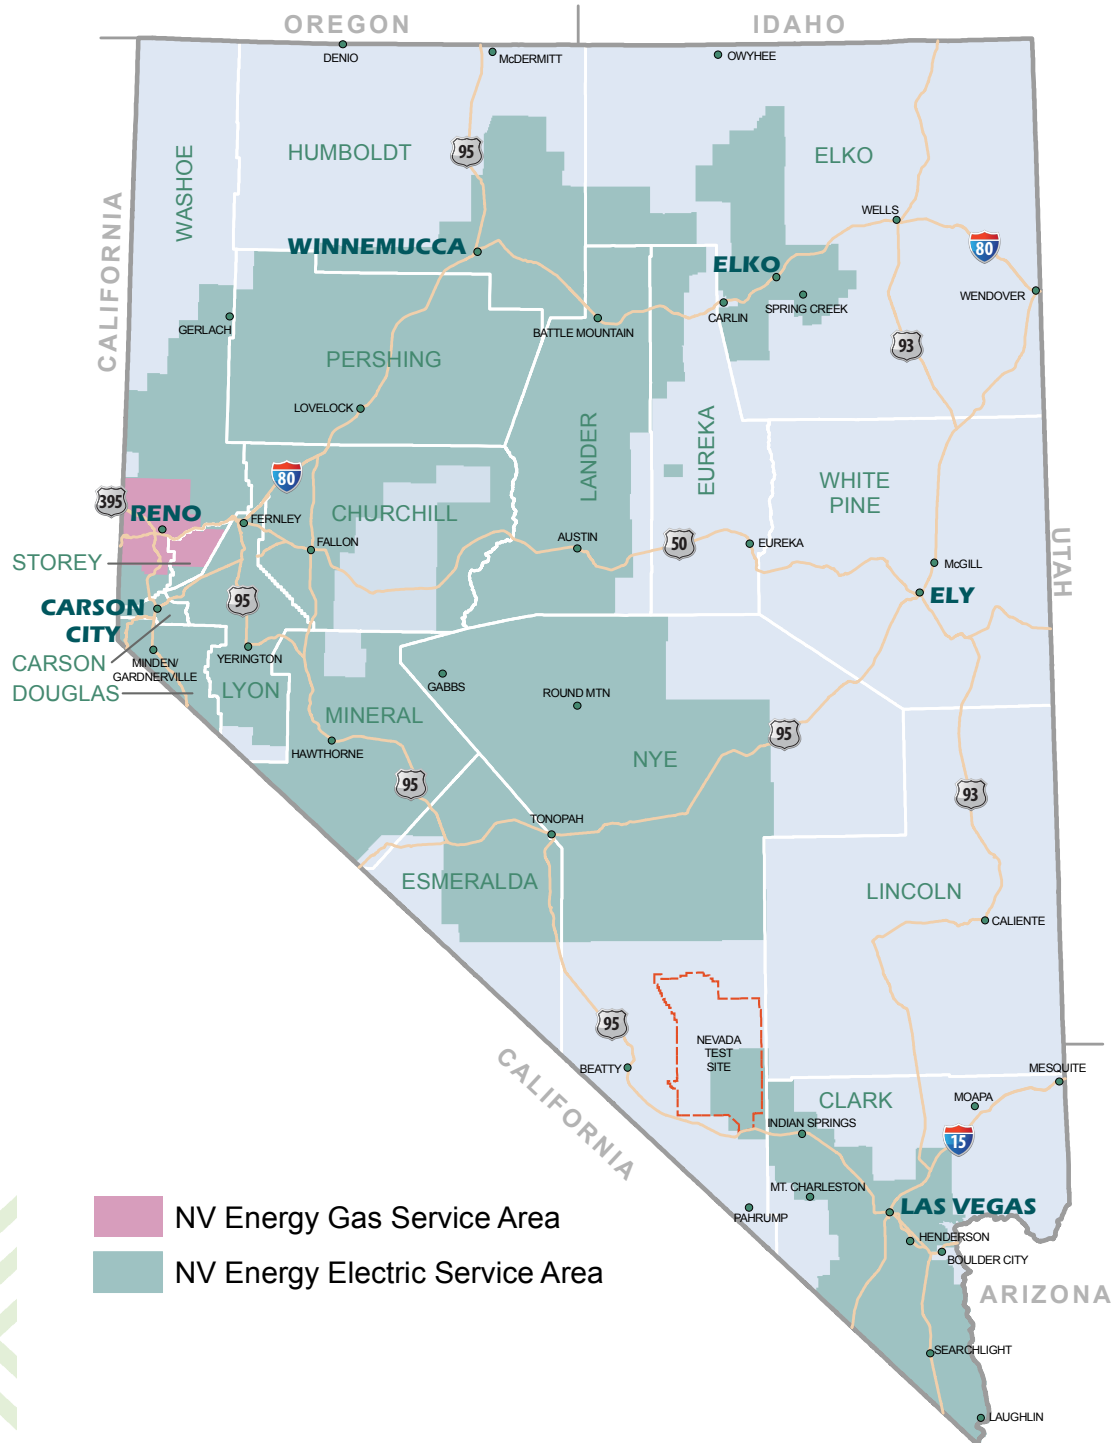 OREGON
IDAHO
DENIO
McDERMITT
OWYHEE
HUMBOLDT
95
ELKO
WASHOE
CALIFORNIA
WELLS
80
WINNEMUCCA
ELKO
WENDOVER
GERLACH
BATTLE MOUNTAIN
CARLIN
SPRING CREEK
93
PERSHING
LOVELOCK
LANDER
EUREKA
WHITE
PINE
80
395
RENO
FERNLEY
CHURCHILL
FALLON
AUSTIN
50
EUREKA
UTAH
STOREY
McGILL
CARSON
CITY
95
ELY
CARSON
MINDEN/
GARDNERVILLE
YERINGTON
DOUGLAS
LYON
GABBS
ROUND MTN
MINERAL
HAWTHORNE
NYE
95
95
93
TONOPAH
ESMERALDA
LINCOLN
CALIENTE
95
NEVADA
TEST
SITE
CALIFORNIA
BEATTY
MESQUITE
CLARK
MOAPA
INDIAN SPRINGS
15
MT. CHARLESTON
PAHRUMP
LAS VEGAS
HENDERSON
BOULDER CITY
NV Energy Gas Service Area
NV Energy Electric Service Area
ARIZONA
SEARCHLIGHT
LAUGHLIN